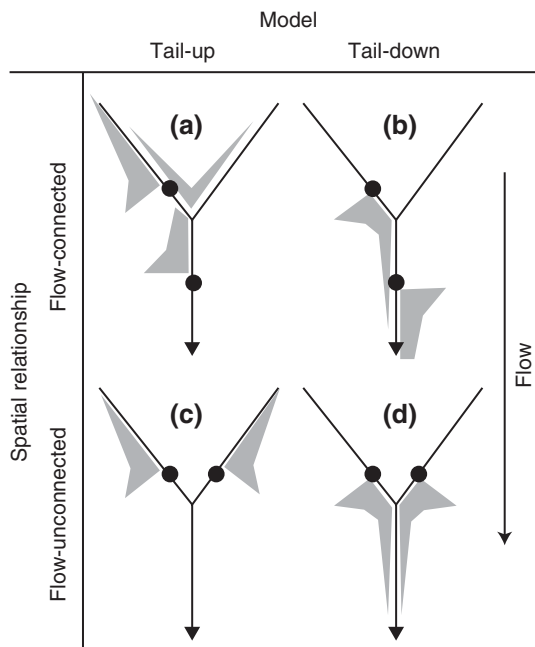 Model
Tail-up
Tail-down
Spatial relationship
Flow-connected
(a)
(b)
Flow
Flow-unconnected
(c)
(d)